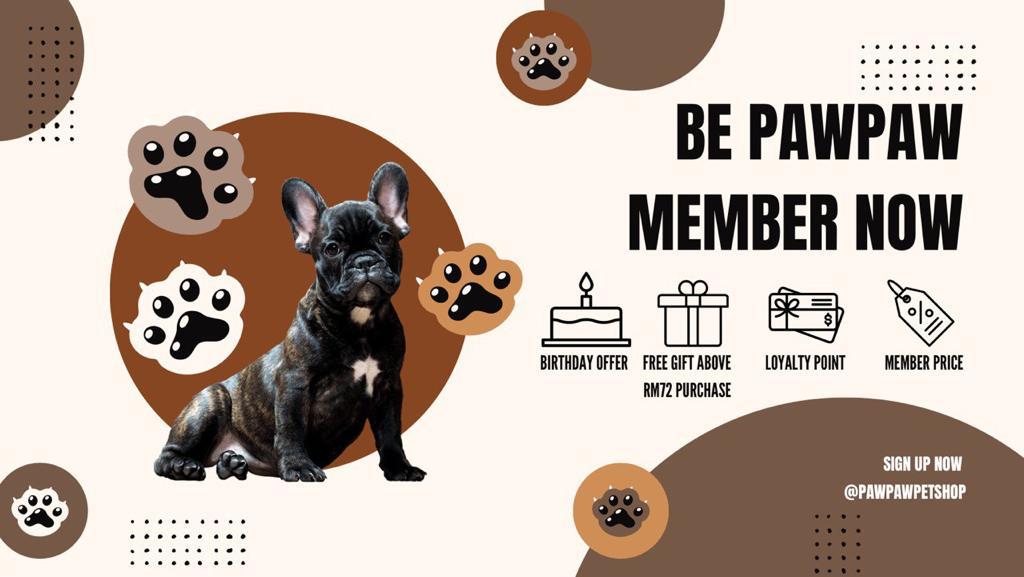 BE PAWPAW
MEMBER NOW
BIRTHDAY OFFER
FREE GIFT ABOVE
RM72 PURCHASE
LOYALTY POINT
MEMBER PRICE
SIGN UP NOW
@PAWPAWPETSHOP